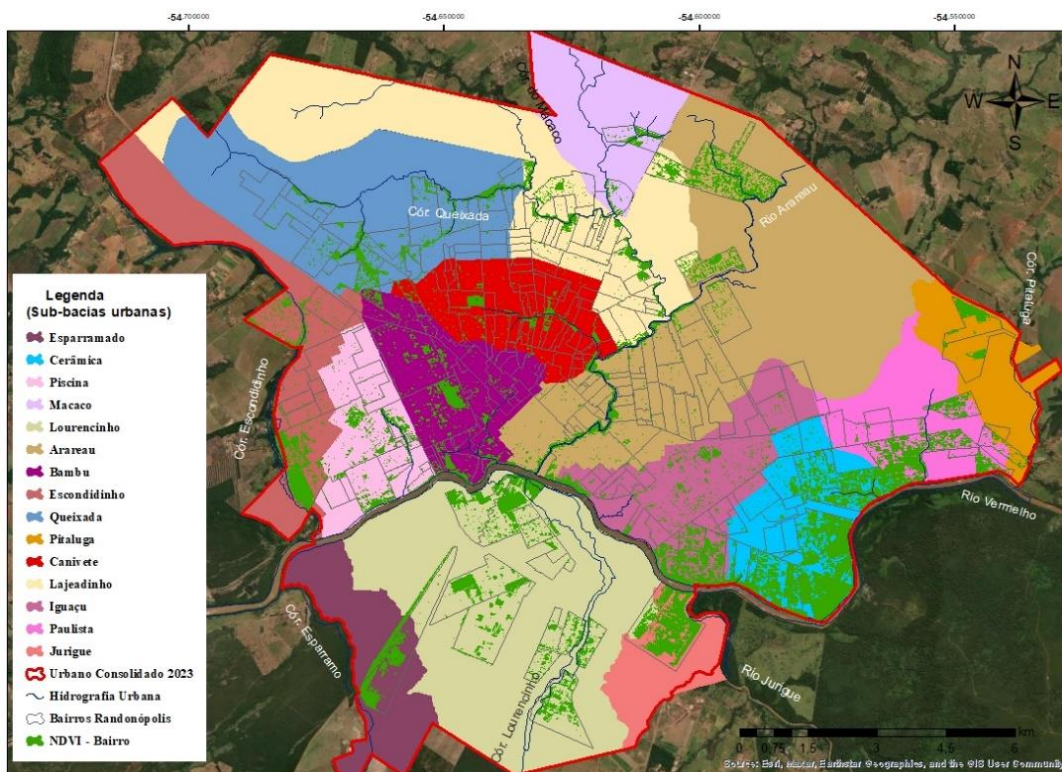 -54,700000 -54,650000 -54,600000 -54,550000
N
W E
S
Cór. do Macaco
Rio Arareau
Cór. Queixada
Cór. Pitaluga
Cór. Escondidinho
Rio Vermelho
Cór. Esparramo
Cór. Lourencinho
Rio Jurigue
Legenda
(Sub-bacias urbanas)
Esparramado
Cerâmica
Piscina
Macaco
Lourencinho
Arareau
Bambu
Escondidinho
Queixada
Pitaluga
Canivete
Lajeadinho
Iguaçu
Paulista
Jurigue
Urbano Consolidado 2023
Hidrografia Urbana
Bairros Randonópolis
NDVI - Bairro
0 0,75 1,5 3 4,5 6
km
Source: Esri, Maxar, Earthstar Geographics, and the GIS User Community